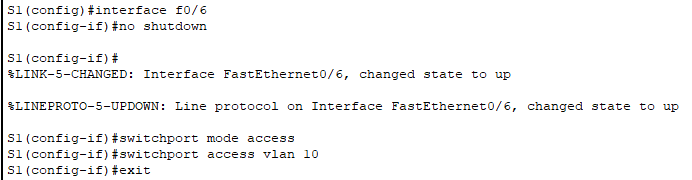 S1(config)#interface f0/6
S1(config-if)#no shutdown
S1(config-if)#
%LINK-5-CHANGED: Interface FastEthernet0/6, changed state to up
%LINEPROTO-5-UPDOWN: Line protocol on Interface FastEthernet0/6, changed state to up
S1(config-if)#switchport mode access
S1(config-if)#switchport access vlan 10
S1(config-if)#exit